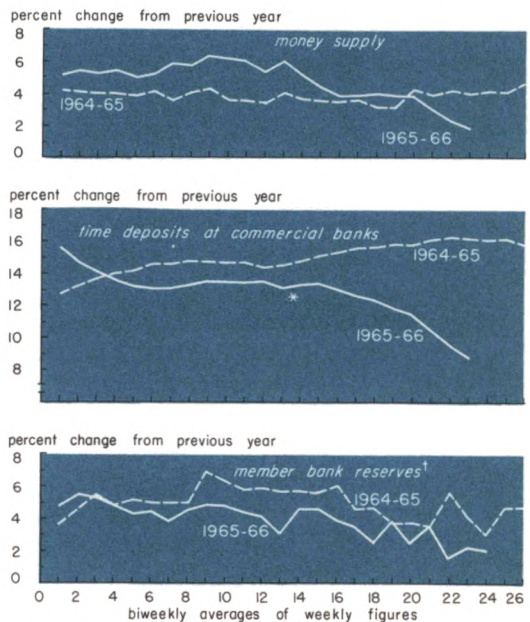 percent change from previous year
8
money supply
6
4
1964-65
2
1965-66
0
percent change from previous year
18
time deposits at commercial banks
16
1964-65
14
12
*
1965-66
10
8
percent change from previous year
8
member bank reserves†
6
1964-65
4
1965-66
2
0
0 2 4 6 8 10 12 14 16 18 20 22 24 26
biweekly averages of weekly figures